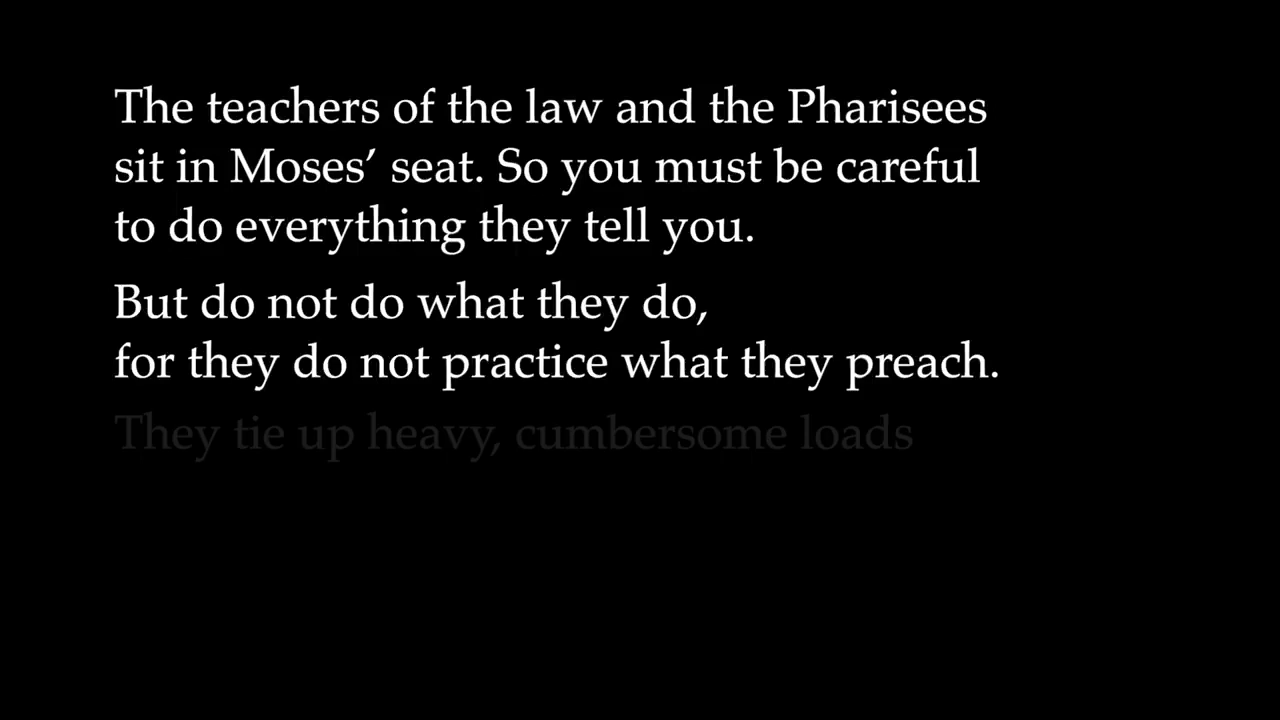 The teachers of the law and the Pharisees
sit in Moses’ seat. So you must be careful
to do everything they tell you.
But do not do what they do,
for they do not practice what they preach.
They tie up heavy, cumbersome loads